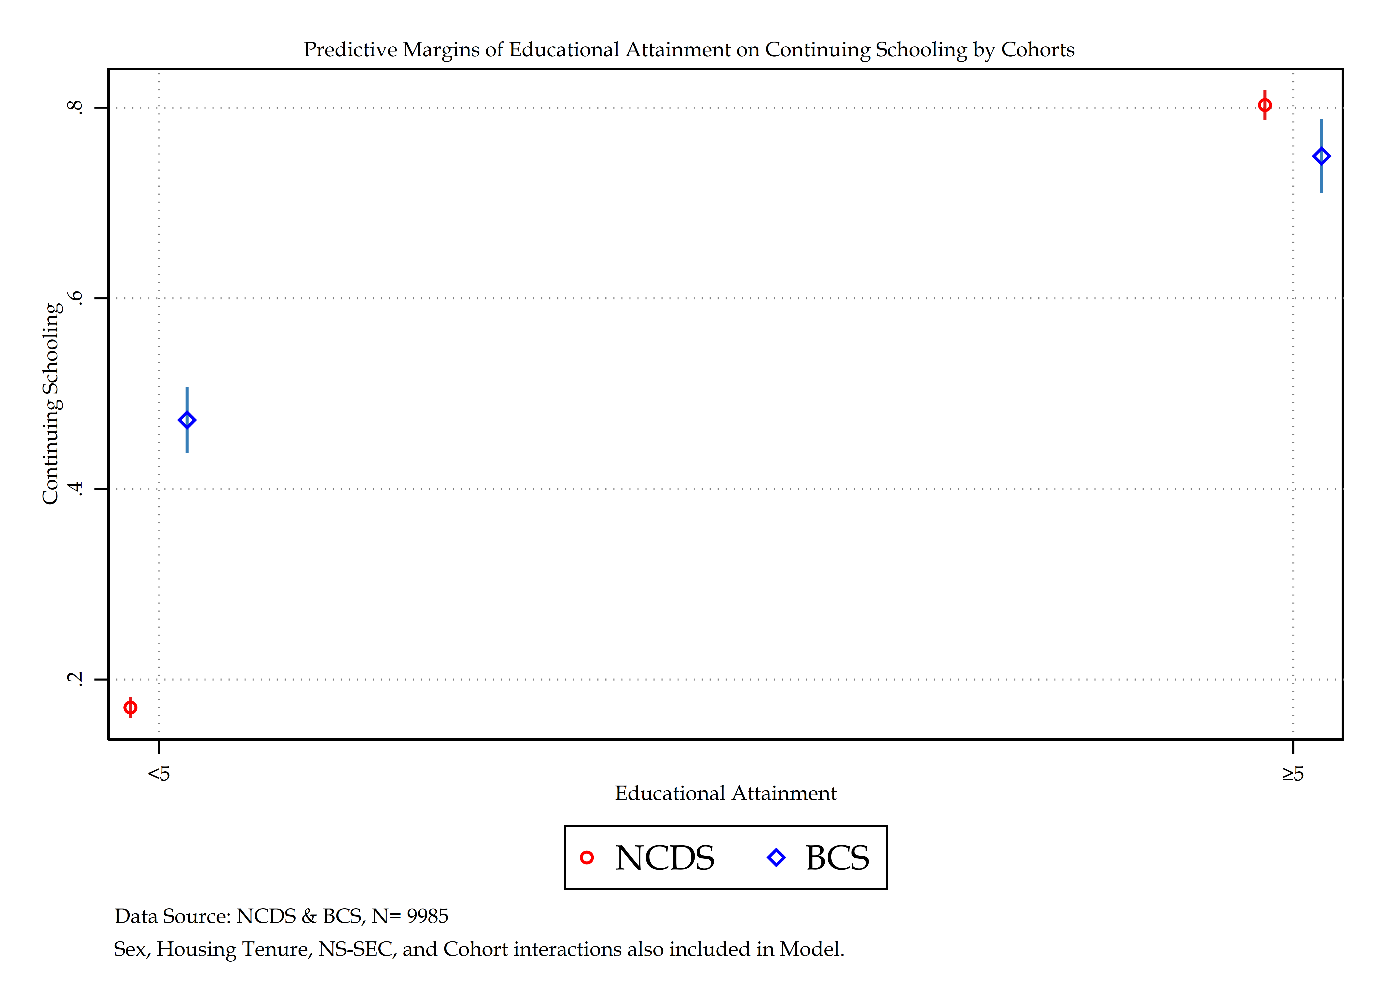 Predictive Margins of Educational Attainment on Continuing Schooling by Cohorts
Continuing Schooling
.8
.6
.4
.2
<5
≥5
Educational Attainment
NCDS
BCS
Data Source: NCDS & BCS, N= 9985
Sex, Housing Tenure, NS-SEC, and Cohort interactions also included in Model.